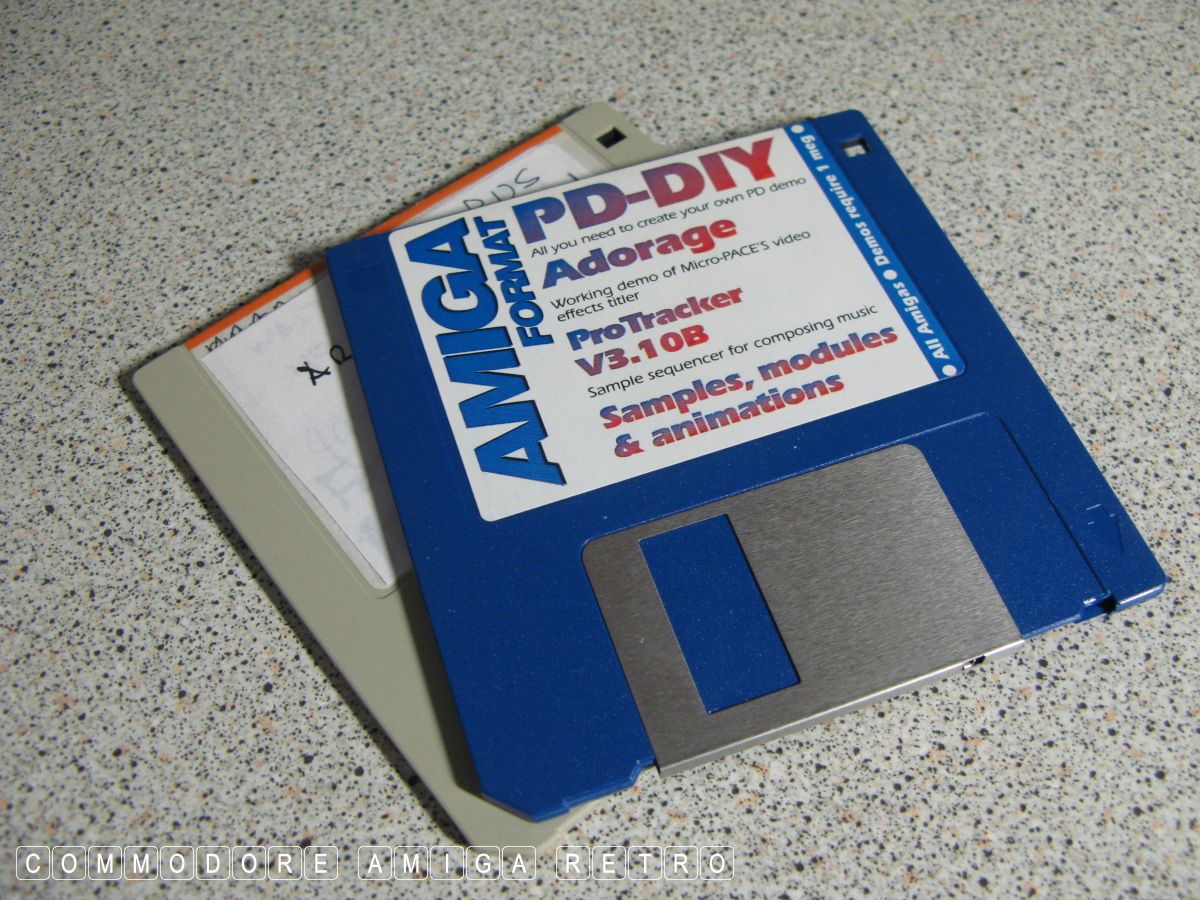 AMIGA
FORMAT
PD-DIY
All you need to create your own PD demo
Adorage
Working demo of Micro-PACE'S video
effects titler
ProTracker
V3.10B
Sample sequencer for composing music
Samples, modules
& animations
● All Amigas ● Demos require 1 meg ●
COMMODORE AMIGA RETRO